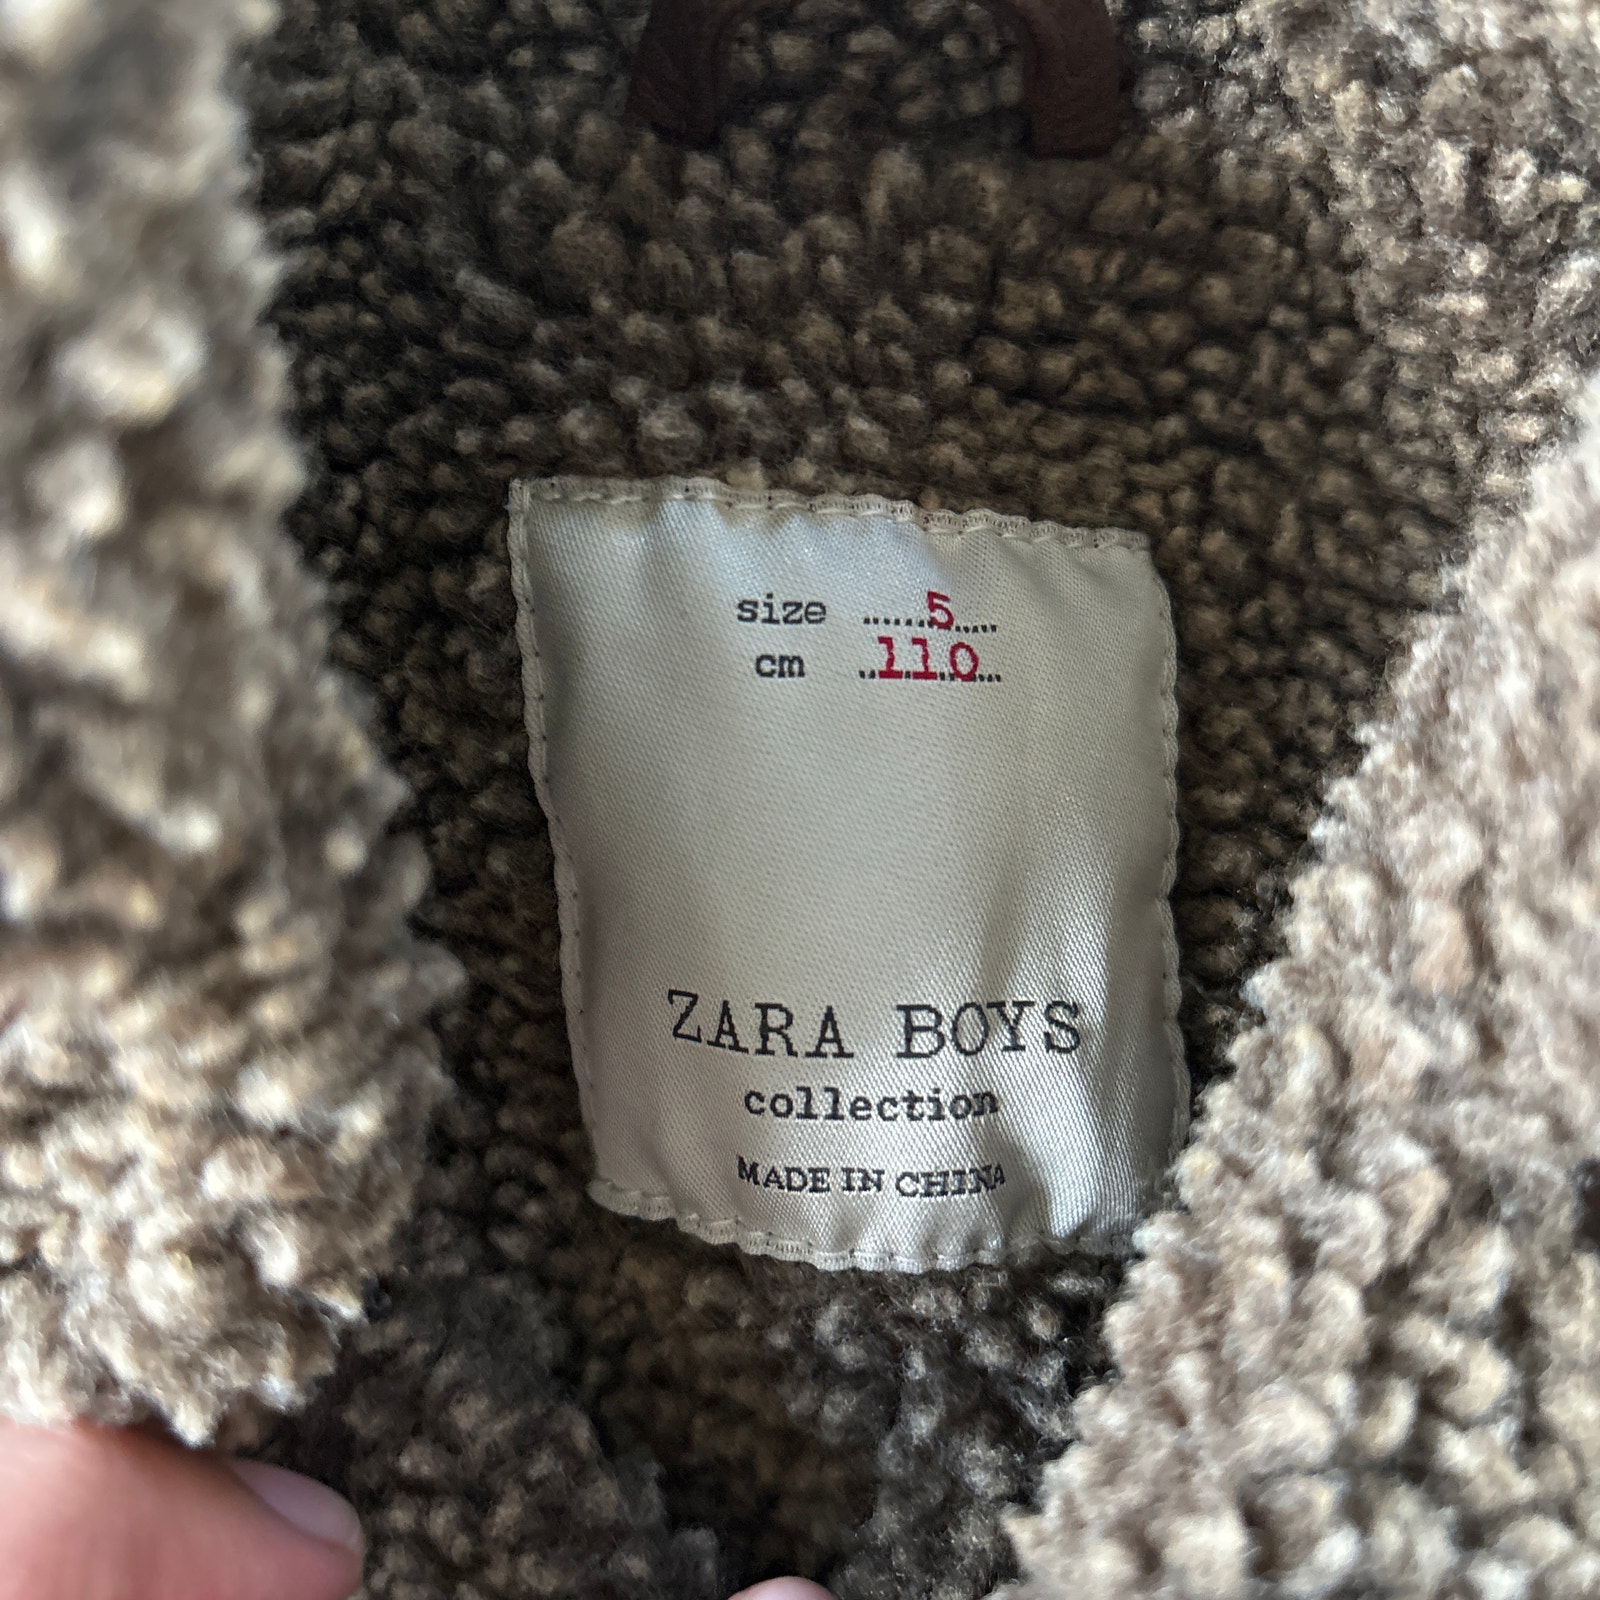 size ......5.....
cm ..110...
ZARA BOYS
collection
MADE IN CHINA